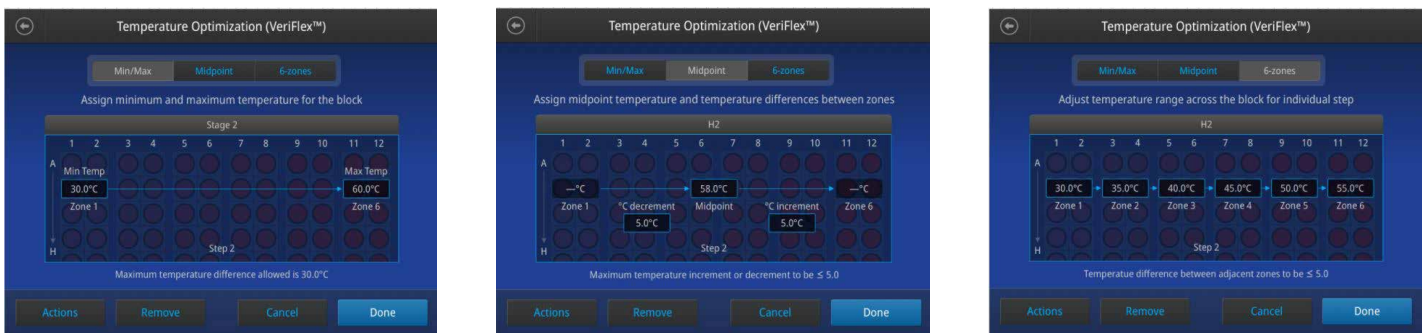 Temperature Optimization (VeriFlex™)
Min/Max Midpoint 6-zones
Assign minimum and maximum temperature for the block
Stage 2
1 2 3 4 5 6 7 8 9 10 11 12
A
Min Temp Max Temp
30.0°C 60.0°C
Zone 1 Zone 6
Step 2
H
Maximum temperature difference allowed is 30.0°C
Actions Remove Cancel Done
Temperature Optimization (VeriFlex™)
Min/Max Midpoint 6-zones
Assign midpoint temperature and temperature differences between zones
H2
1 2 3 4 5 6 7 8 9 10 11 12
A
---°C 58.0°C ---°C
Zone 1 °C decrement Midpoint °C increment Zone 6
5.0°C 5.0°C
Step 2
H
Maximum temperature increment or decrement to be ≤ 5.0
Actions Remove Cancel Done
Temperature Optimization (VeriFlex™)
Min/Max Midpoint 6-zones
Adjust temperature range across the block for individual step
H2
1 2 3 4 5 6 7 8 9 10 11 12
A
30.0°C 35.0°C 40.0°C 45.0°C 50.0°C 55.0°C
Zone 1 Zone 2 Zone 3 Zone 4 Zone 5 Zone 6
Step 2
H
Temperatue difference between adjacent zones to be ≤ 5.0
Actions Remove Cancel Done